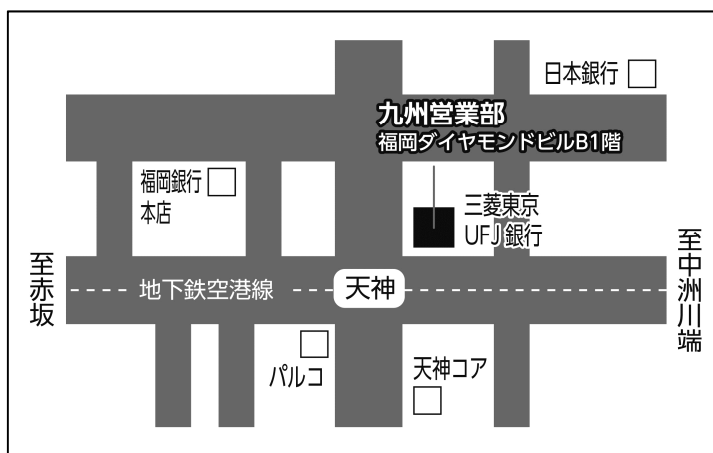 日本銀行
九州営業部
福岡ダイヤモンドビルB1階
福岡銀行
本店
三菱東京
UFJ銀行
至赤坂
地下鉄空港線
天神
至中洲川端
パルコ
天神コア